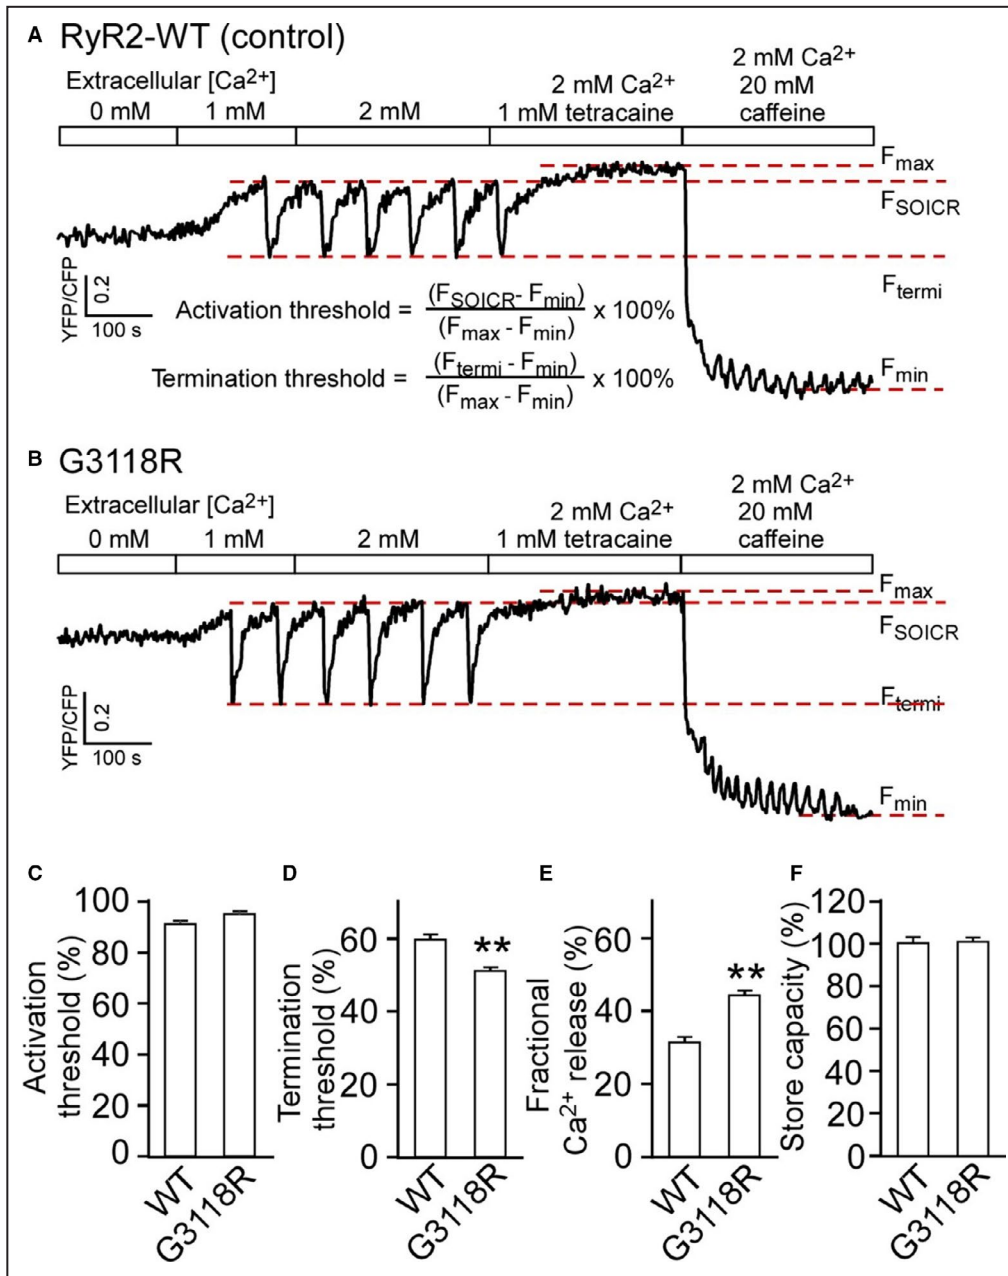 A RyR2-WT (control)
Extracellular [Ca2+]
0 mM
1 mM
2 mM
2 mM Ca2+
1 mM tetracaine
2 mM Ca2+
20 mM
caffeine
Fmax
FSOICR
Ftermi
Fmin
YFP/CFP
0.2
100 s
Activation threshold = (FSOICR- Fmin) / (Fmax - Fmin) x 100%
Termination threshold = (Ftermi - Fmin) / (Fmax - Fmin) x 100%
B G3118R
Extracellular [Ca2+]
0 mM
1 mM
2 mM
2 mM Ca2+
1 mM tetracaine
2 mM Ca2+
20 mM
caffeine
Fmax
FSOICR
Ftermi
Fmin
YFP/CFP
0.2
100 s
C
Activation
threshold (%)
100
80
60
40
20
0
WT
G3118R
D
Termination
threshold (%)
60
40
20
0
**
WT
G3118R
E
Fractional
Ca2+ release (%)
60
40
20
0
**
WT
G3118R
F
Store capacity (%)
120
100
80
60
40
20
0
WT
G3118R